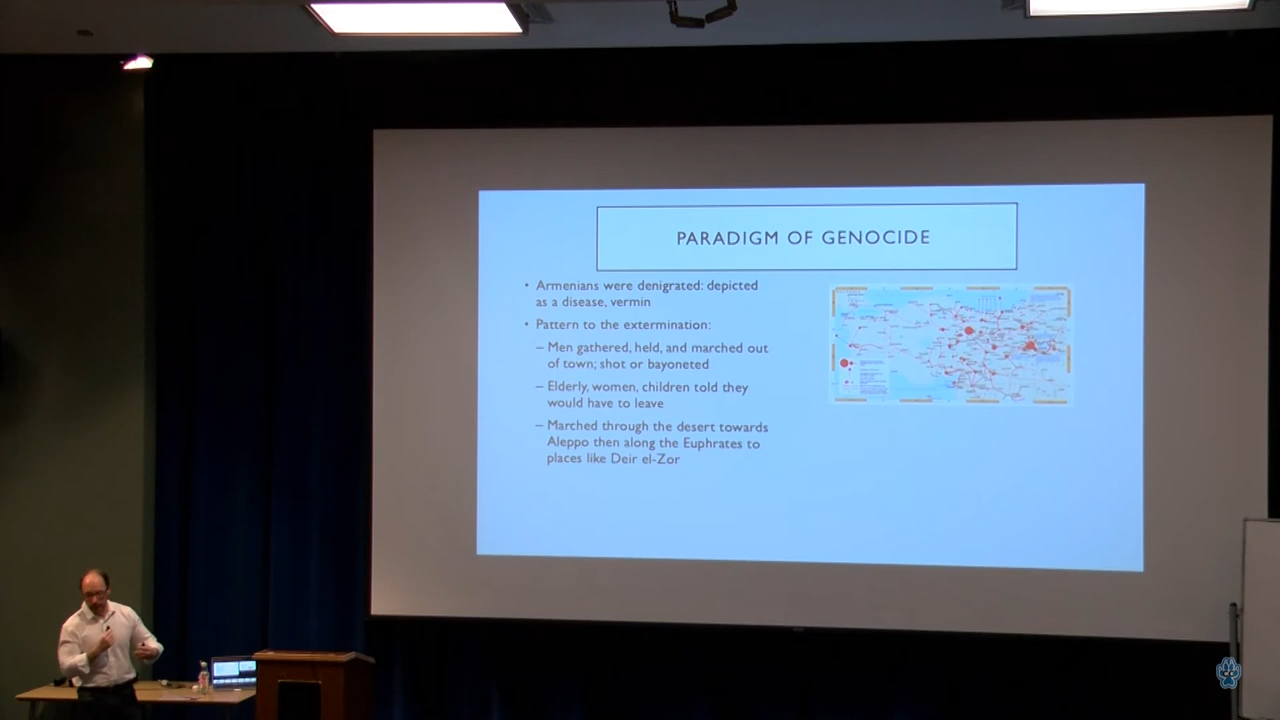 PARADIGM OF GENOCIDE
• Armenians were denigrated: depicted
as a disease, vermin
• Pattern to the extermination:
– Men gathered, held, and marched out
of town; shot or bayoneted
– Elderly, women, children told they
would have to leave
– Marched through the desert towards
Aleppo then along the Euphrates to
places like Deir el-Zor